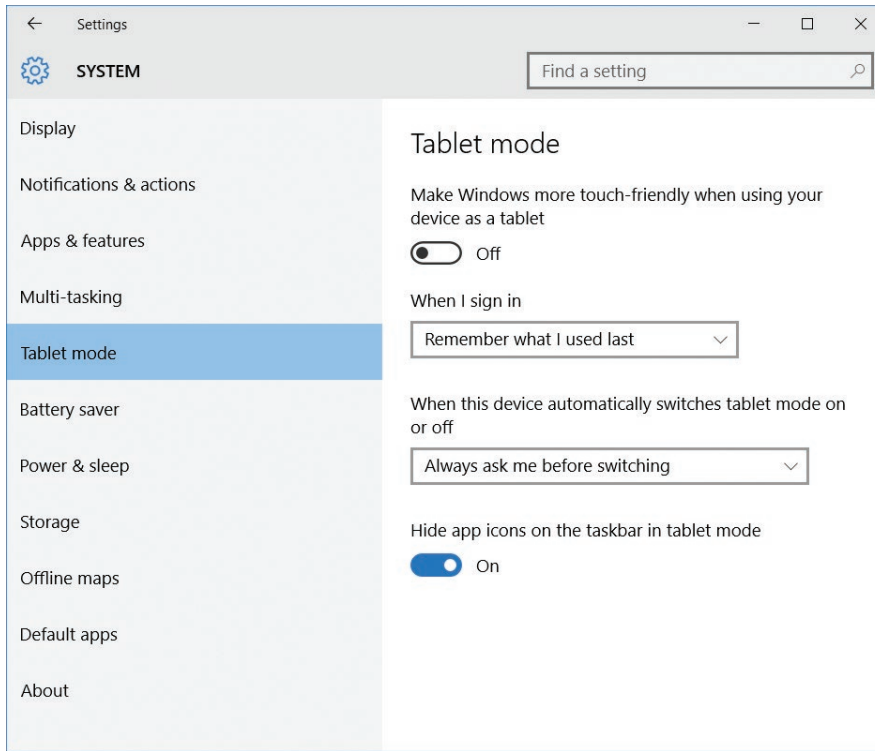 Settings
SYSTEM
Find a setting
Display
Notifications & actions
Apps & features
Multi-tasking
Tablet mode
Battery saver
Power & sleep
Storage
Offline maps
Default apps
About
Tablet mode
Make Windows more touch-friendly when using your
device as a tablet
Off
When I sign in
Remember what I used last
When this device automatically switches tablet mode on
or off
Always ask me before switching
Hide app icons on the taskbar in tablet mode
On